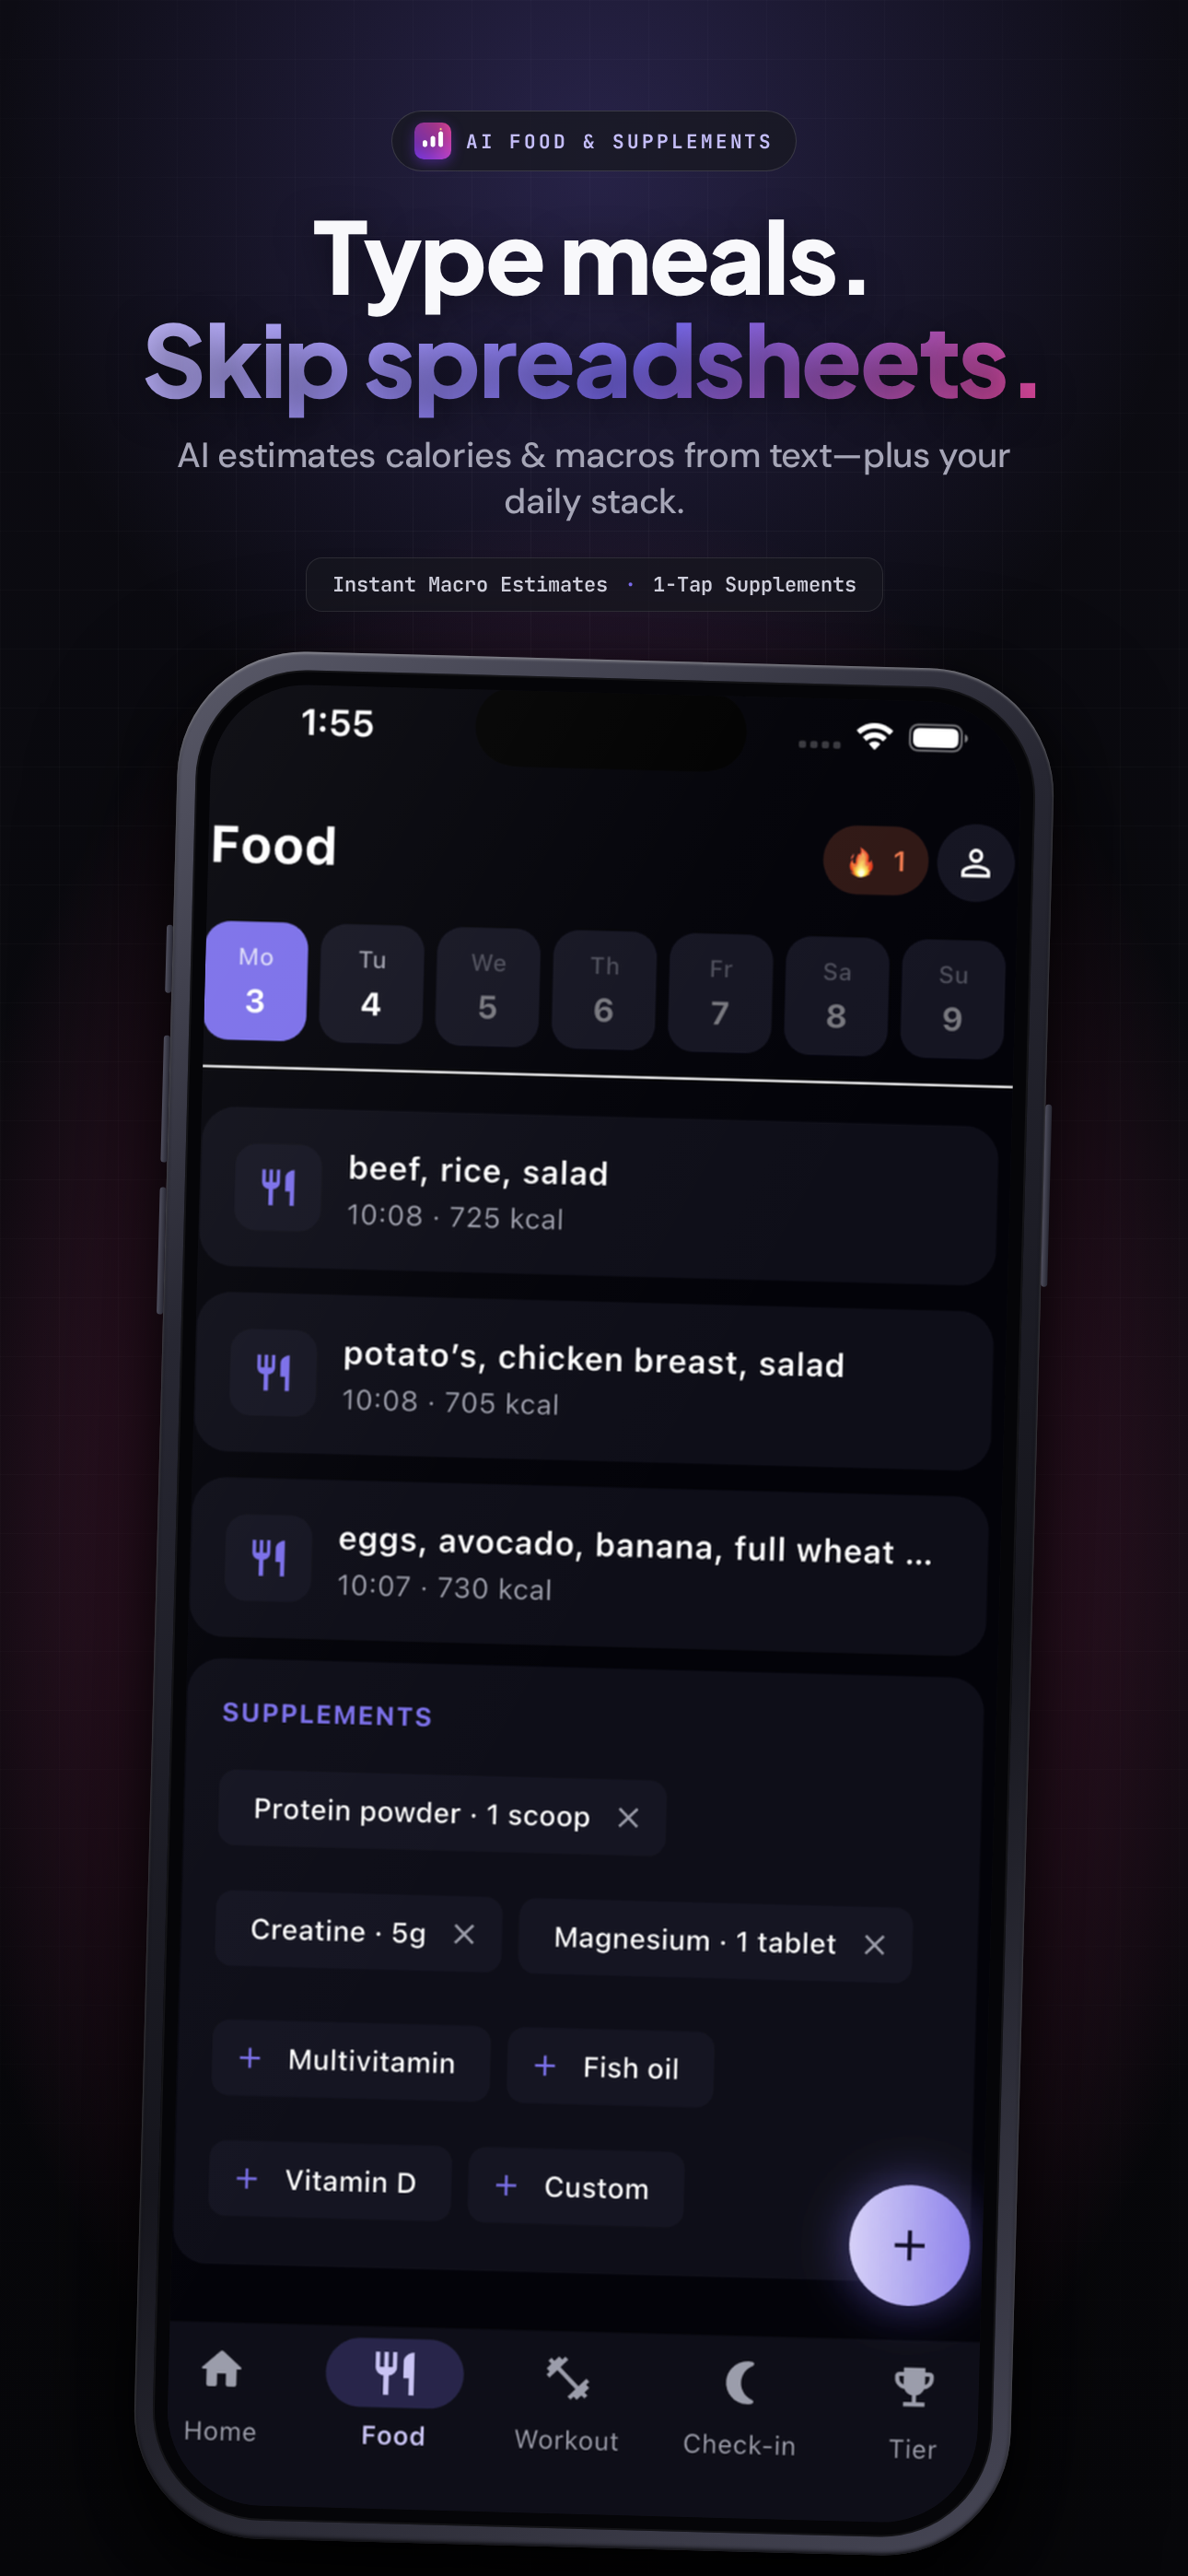 AI FOOD & SUPPLEMENTS
Type meals.
Skip spreadsheets.
AI estimates calories & macros from text—plus your
daily stack.
Instant Macro Estimates · 1-Tap Supplements
1:55
Food
🔥 1
Mo Tu We Th Fr Sa Su
3 4 5 6 7 8 9
beef, rice, salad
10:08 · 725 kcal
potato’s, chicken breast, salad
10:08 · 705 kcal
eggs, avocado, banana, full wheat ...
10:07 · 730 kcal
SUPPLEMENTS
Protein powder · 1 scoop ×
Creatine · 5g × Magnesium · 1 tablet ×
+ Multivitamin + Fish oil
+ Vitamin D + Custom
+
Home Food Workout Check-in Tier